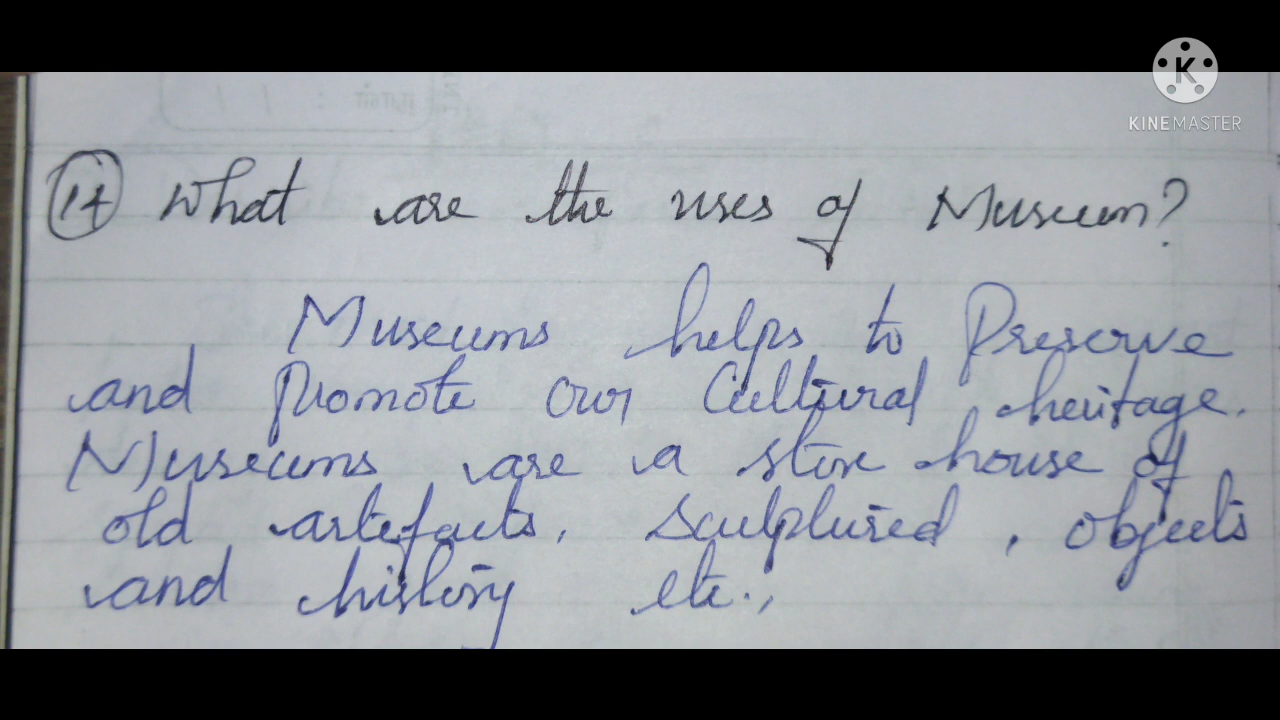 KINEMASTER
14 What are the uses of Museum?
Museums helps to Preserve
and Promote our Cultural heritage.
Museums are a store house of
old artefacts, sculptured, objects
and history etc.,